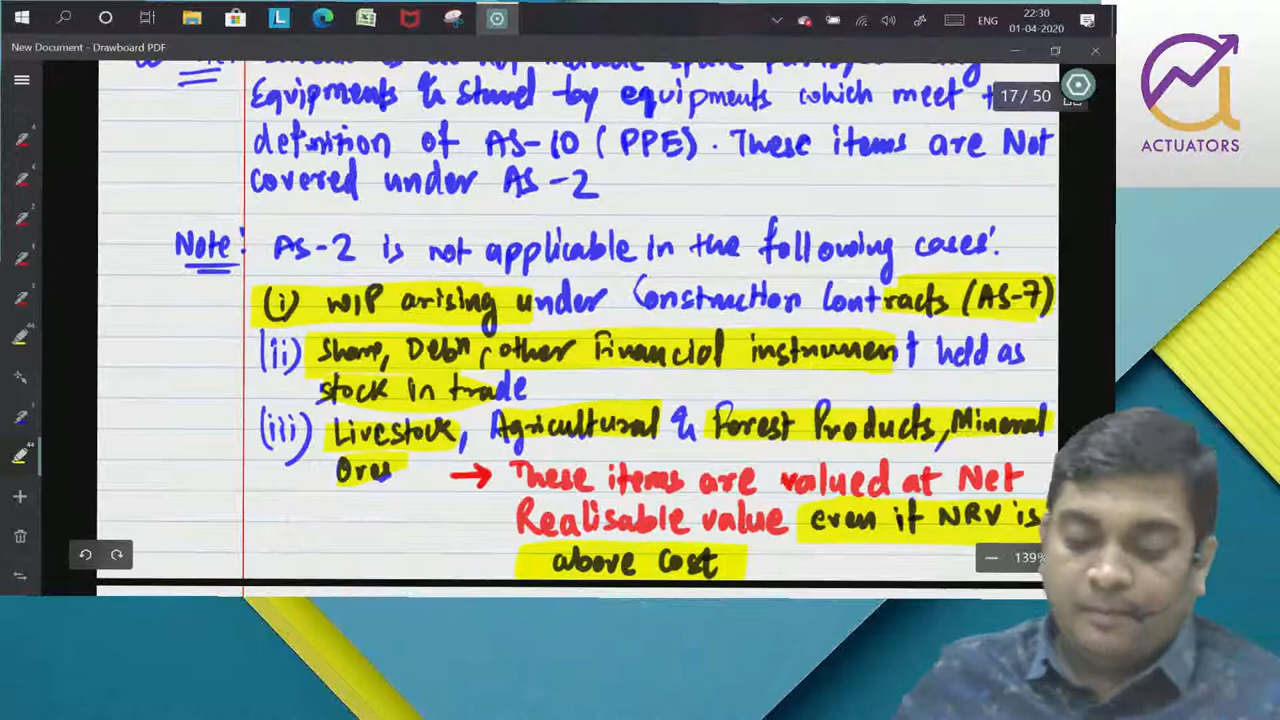 22:30
ENG
01-04-2020
New Document - Drawboard PDF
17 / 50
ACTUATORS
Equipments & stand by equipments which meet
definition of AS-10 (PPE). These items are Not
covered under AS-2
Note: AS-2 is not applicable in the following cases:
(i) WIP arising under Construction Contracts (AS-7)
(ii) Shares, Debn, other Financial instrument held as
stock in trade
(iii) Livestock, Agricultural & Forest Products, Mineral
Ores → These items are valued at Net
Realisable value even if NRV is
above cost
139%